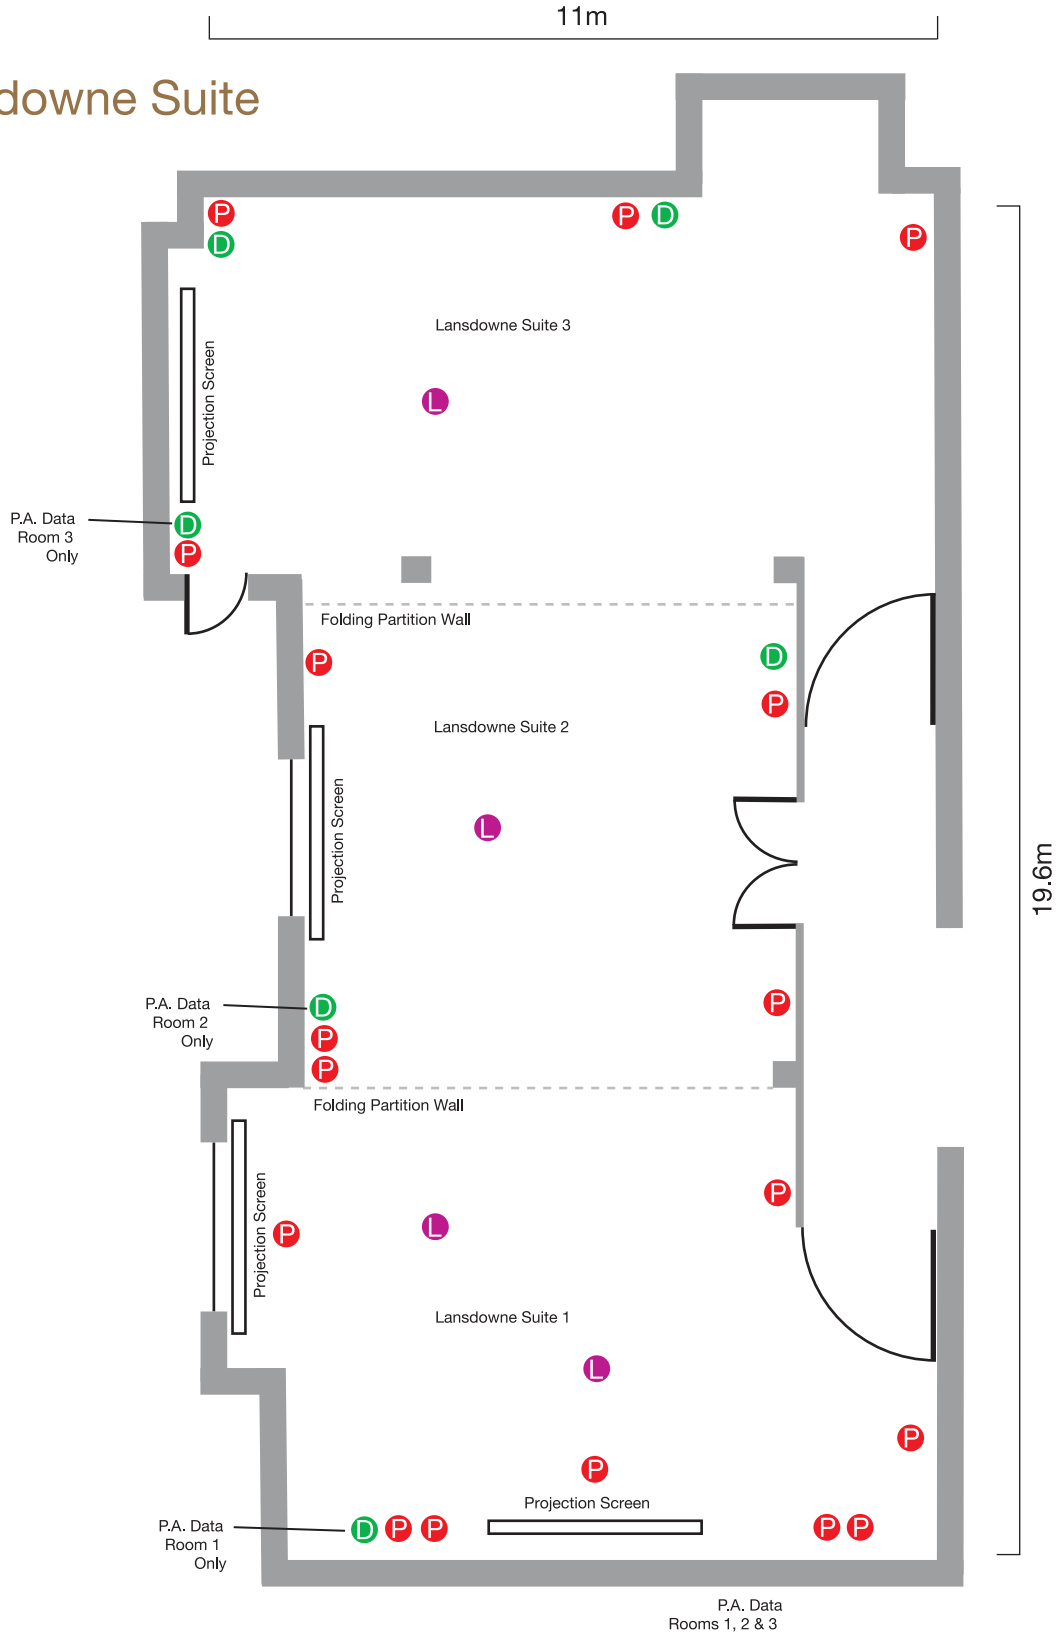 11m
downe Suite
P
D
P
D
P
Lansdowne Suite 3
Projection Screen
L
P.A. Data
Room 3
Only
D
P
Folding Partition Wall
P
D
P
Lansdowne Suite 2
Projection Screen
L
19.6m
P.A. Data
Room 2
Only
D
P
P
P
Folding Partition Wall
Projection Screen
P
L
P
Lansdowne Suite 1
L
P
P
Projection Screen
P.A. Data
Room 1
Only
D
P
P
P
P
P.A. Data
Rooms 1, 2 & 3